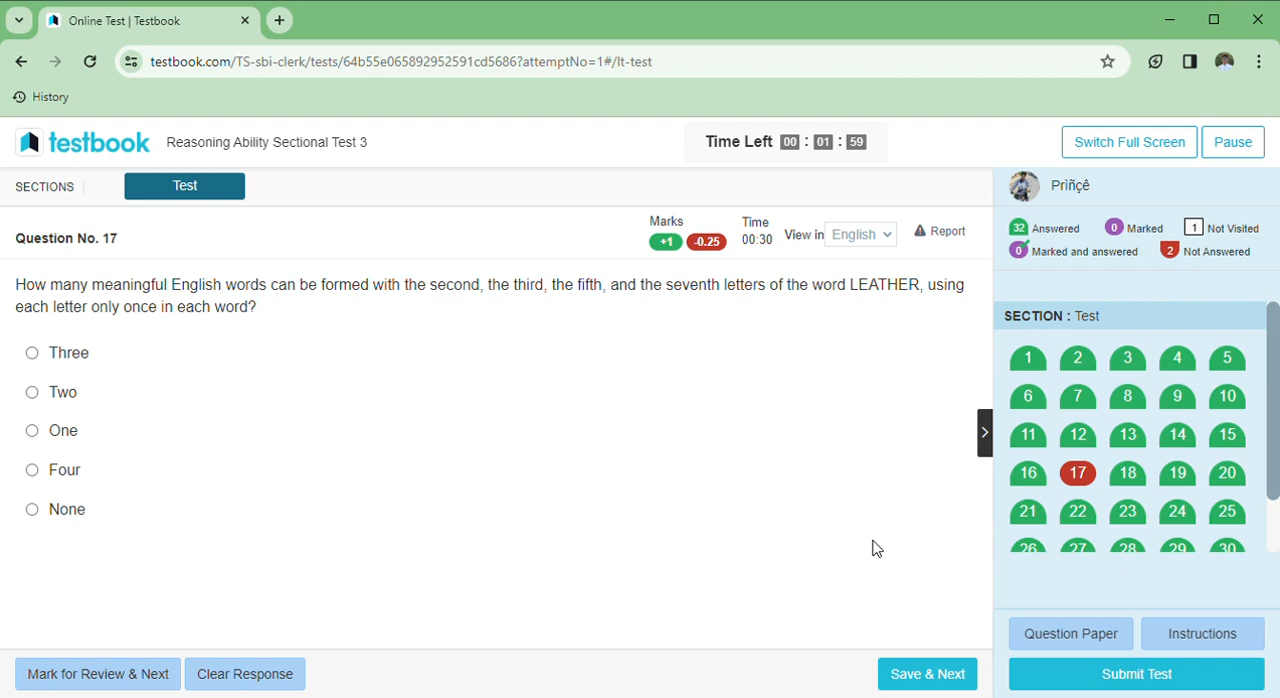 Online Test | Testbook
testbook.com/TS-sbi-clerk/tests/64b55e065892952591cd5686?attemptNo=1#/lt-test
History
testbook
Reasoning Ability Sectional Test 3
Time Left 00 : 01 : 59
Switch Full Screen
Pause
SECTIONS
Test
Prìñçê
Question No. 17
Marks
+1 -0.25
Time
00:30
View in English
Report
32 Answered
0 Marked
1 Not Visited
0 Marked and answered
2 Not Answered
How many meaningful English words can be formed with the second, the third, the fifth, and the seventh letters of the word LEATHER, using
each letter only once in each word?
Three
Two
One
Four
None
SECTION : Test
1 2 3 4 5
6 7 8 9 10
11 12 13 14 15
16 17 18 19 20
21 22 23 24 25
26 27 28 29 30
Question Paper
Instructions
Mark for Review & Next
Clear Response
Save & Next
Submit Test